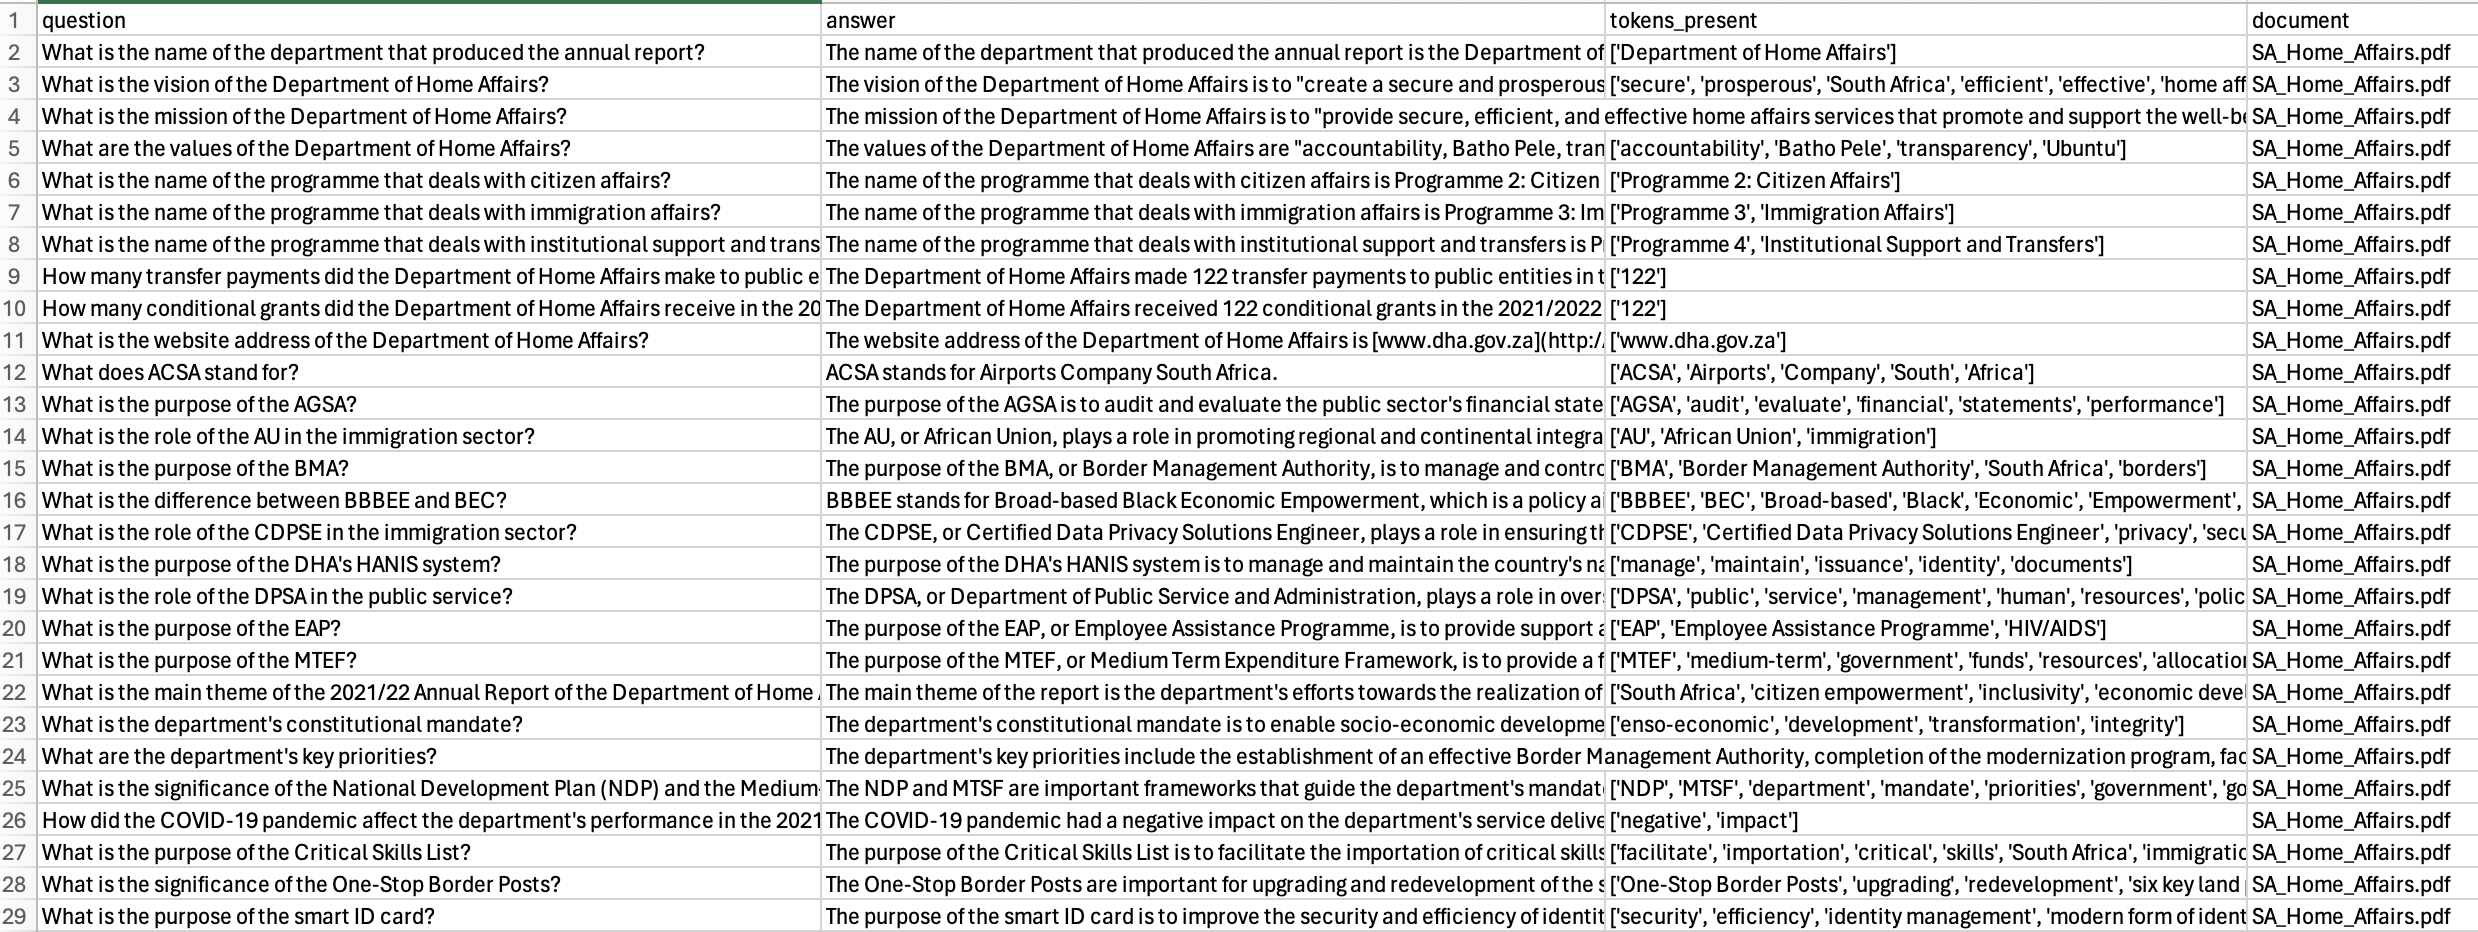 1 question answer tokens_present document
2 What is the name of the department that produced the annual report? The name of the department that produced the annual report is the Department of ['Department of Home Affairs'] SA_Home_Affairs.pdf
3 What is the vision of the Department of Home Affairs? The vision of the Department of Home Affairs is to "create a secure and prosperous ['secure', 'prosperous', 'South Africa', 'efficient', 'effective', 'home aff SA_Home_Affairs.pdf
4 What is the mission of the Department of Home Affairs? The mission of the Department of Home Affairs is to "provide secure, efficient, and effective home affairs services that promote and support the well-be SA_Home_Affairs.pdf
5 What are the values of the Department of Home Affairs? The values of the Department of Home Affairs are "accountability, Batho Pele, tran ['accountability', 'Batho Pele', 'transparency', 'Ubuntu'] SA_Home_Affairs.pdf
6 What is the name of the programme that deals with citizen affairs? The name of the programme that deals with citizen affairs is Programme 2: Citizen ['Programme 2: Citizen Affairs'] SA_Home_Affairs.pdf
7 What is the name of the programme that deals with immigration affairs? The name of the programme that deals with immigration affairs is Programme 3: Im ['Programme 3', 'Immigration Affairs'] SA_Home_Affairs.pdf
8 What is the name of the programme that deals with institutional support and trans The name of the programme that deals with institutional support and transfers is P ['Programme 4', 'Institutional Support and Transfers'] SA_Home_Affairs.pdf
9 How many transfer payments did the Department of Home Affairs make to public e The Department of Home Affairs made 122 transfer payments to public entities in t ['122'] SA_Home_Affairs.pdf
10 How many conditional grants did the Department of Home Affairs receive in the 20 The Department of Home Affairs received 122 conditional grants in the 2021/2022 ['122'] SA_Home_Affairs.pdf
11 What is the website address of the Department of Home Affairs? The website address of the Department of Home Affairs is [www.dha.gov.za](http:/ ['www.dha.gov.za'] SA_Home_Affairs.pdf
12 What does ACSA stand for? ACSA stands for Airports Company South Africa. ['ACSA', 'Airports', 'Company', 'South', 'Africa'] SA_Home_Affairs.pdf
13 What is the purpose of the AGSA? The purpose of the AGSA is to audit and evaluate the public sector's financial state ['AGSA', 'audit', 'evaluate', 'financial', 'statements', 'performance'] SA_Home_Affairs.pdf
14 What is the role of the AU in the immigration sector? The AU, or African Union, plays a role in promoting regional and continental integra ['AU', 'African Union', 'immigration'] SA_Home_Affairs.pdf
15 What is the purpose of the BMA? The purpose of the BMA, or Border Management Authority, is to manage and contro ['BMA', 'Border Management Authority', 'South Africa', 'borders'] SA_Home_Affairs.pdf
16 What is the difference between BBBEE and BEC? BBBEE stands for Broad-based Black Economic Empowerment, which is a policy ai ['BBBEE', 'BEC', 'Broad-based', 'Black', 'Economic', 'Empowerment', SA_Home_Affairs.pdf
17 What is the role of the CDPSE in the immigration sector? The CDPSE, or Certified Data Privacy Solutions Engineer, plays a role in ensuring th ['CDPSE', 'Certified Data Privacy Solutions Engineer', 'privacy', 'secu SA_Home_Affairs.pdf
18 What is the purpose of the DHA's HANIS system? The purpose of the DHA's HANIS system is to manage and maintain the country's na ['manage', 'maintain', 'issuance', 'identity', 'documents'] SA_Home_Affairs.pdf
19 What is the role of the DPSA in the public service? The DPSA, or Department of Public Service and Administration, plays a role in over ['DPSA', 'public', 'service', 'management', 'human', 'resources', 'polic SA_Home_Affairs.pdf
20 What is the purpose of the EAP? The purpose of the EAP, or Employee Assistance Programme, is to provide support a ['EAP', 'Employee Assistance Programme', 'HIV/AIDS'] SA_Home_Affairs.pdf
21 What is the purpose of the MTEF? The purpose of the MTEF, or Medium Term Expenditure Framework, is to provide a f ['MTEF', 'medium-term', 'government', 'funds', 'resources', 'allocation SA_Home_Affairs.pdf
22 What is the main theme of the 2021/22 Annual Report of the Department of Home The main theme of the report is the department's efforts towards the realization of ['South Africa', 'citizen empowerment', 'inclusivity', 'economic devel SA_Home_Affairs.pdf
23 What is the department's constitutional mandate? The department's constitutional mandate is to enable socio-economic developme ['enso-economic', 'development', 'transformation', 'integrity'] SA_Home_Affairs.pdf
24 What are the department's key priorities? The department's key priorities include the establishment of an effective Border Management Authority, completion of the modernization program, fac SA_Home_Affairs.pdf
25 What is the significance of the National Development Plan (NDP) and the Medium- The NDP and MTSF are important frameworks that guide the department's mandat ['NDP', 'MTSF', 'department', 'mandate', 'priorities', 'government', 'go SA_Home_Affairs.pdf
26 How did the COVID-19 pandemic affect the department's performance in the 2021 The COVID-19 pandemic had a negative impact on the department's service delive ['negative', 'impact'] SA_Home_Affairs.pdf
27 What is the purpose of the Critical Skills List? The purpose of the Critical Skills List is to facilitate the importation of critical skills ['facilitate', 'importation', 'critical', 'skills', 'South Africa', 'immigratio SA_Home_Affairs.pdf
28 What is the significance of the One-Stop Border Posts? The One-Stop Border Posts are important for upgrading and redevelopment of the s ['One-Stop Border Posts', 'upgrading', 'redevelopment', 'six key land SA_Home_Affairs.pdf
29 What is the purpose of the smart ID card? The purpose of the smart ID card is to improve the security and efficiency of identit ['security', 'efficiency', 'identity management', 'modern form of ident SA_Home_Affairs.pdf